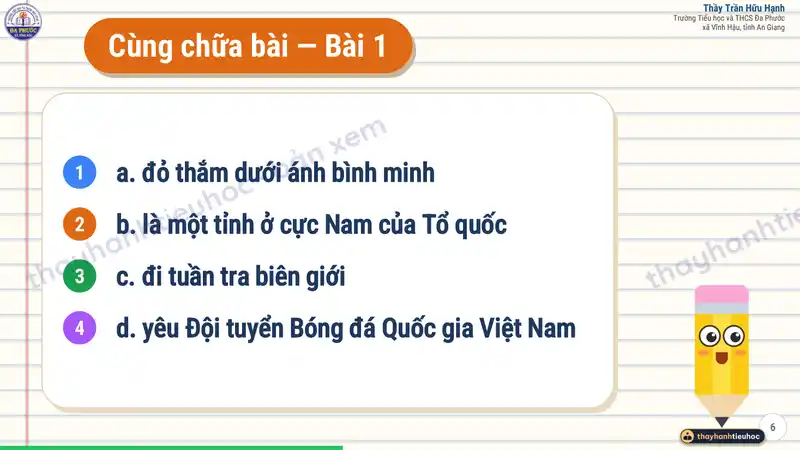 Thầy Trần Hữu Hạnh
Trường Tiểu học và THCS Đa Phước
xã Vĩnh Hậu, tỉnh An Giang
ĐA PHƯỚC
Cùng chữa bài — Bài 1
1 a. đỏ thắm dưới ánh bình minh
2 b. là một tỉnh ở cực Nam của Tổ quốc
3 c. đi tuần tra biên giới
4 d. yêu Đội tuyển Bóng đá Quốc gia Việt Nam
thayhanhtieuhoc
6